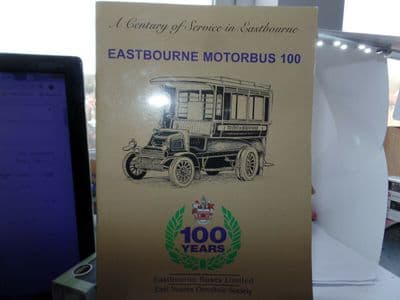 A Century of Service in Eastbourne
EASTBOURNE MOTORBUS 100
100
YEARS
Eastbourne Buses Limited
East Sussex Omnibus Society